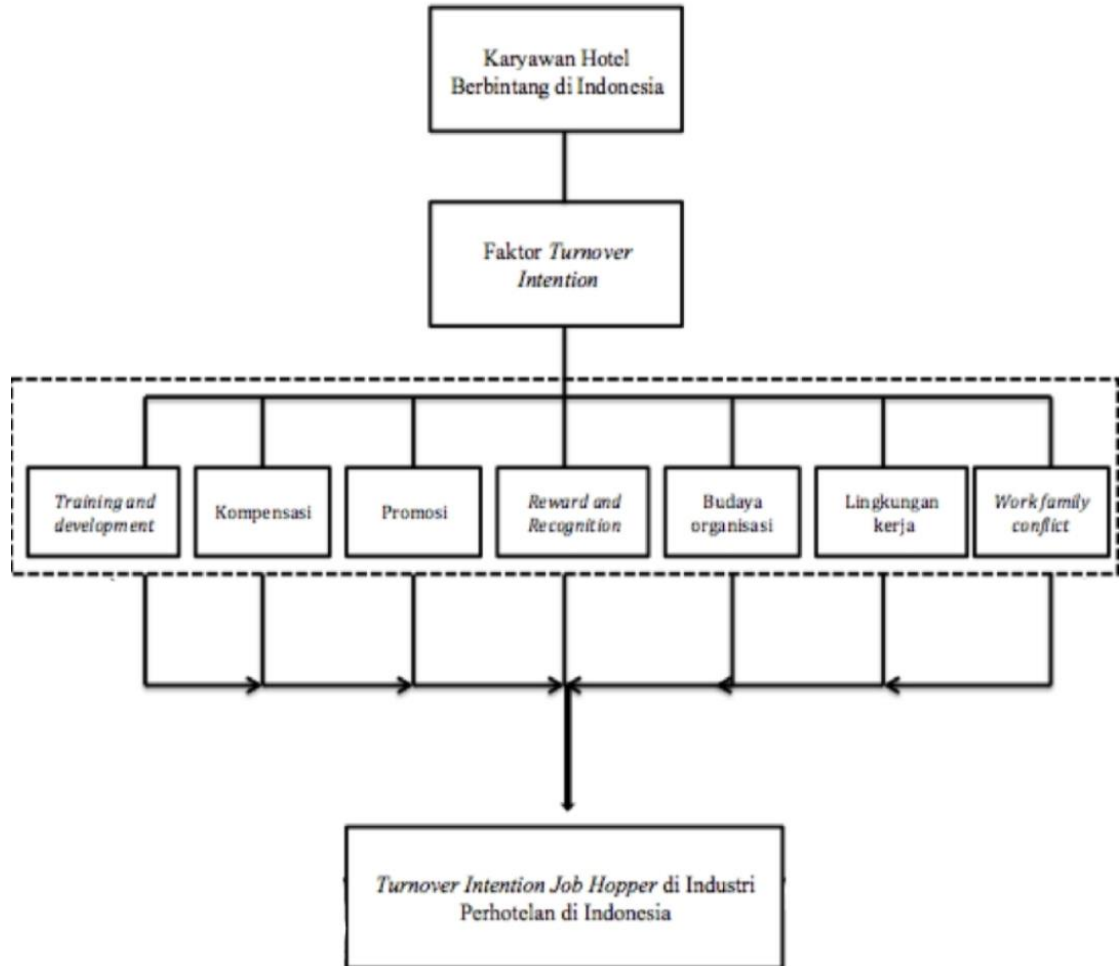 Karyawan Hotel
Berbintang di Indonesia
Faktor Turnover
Intention
Training and
development
Kompensasi
Promosi
Reward and
Recognition
Budaya
organisasi
Lingkungan
kerja
Work family
conflict
Turnover Intention Job Hopper di Industri
Perhotelan di Indonesia